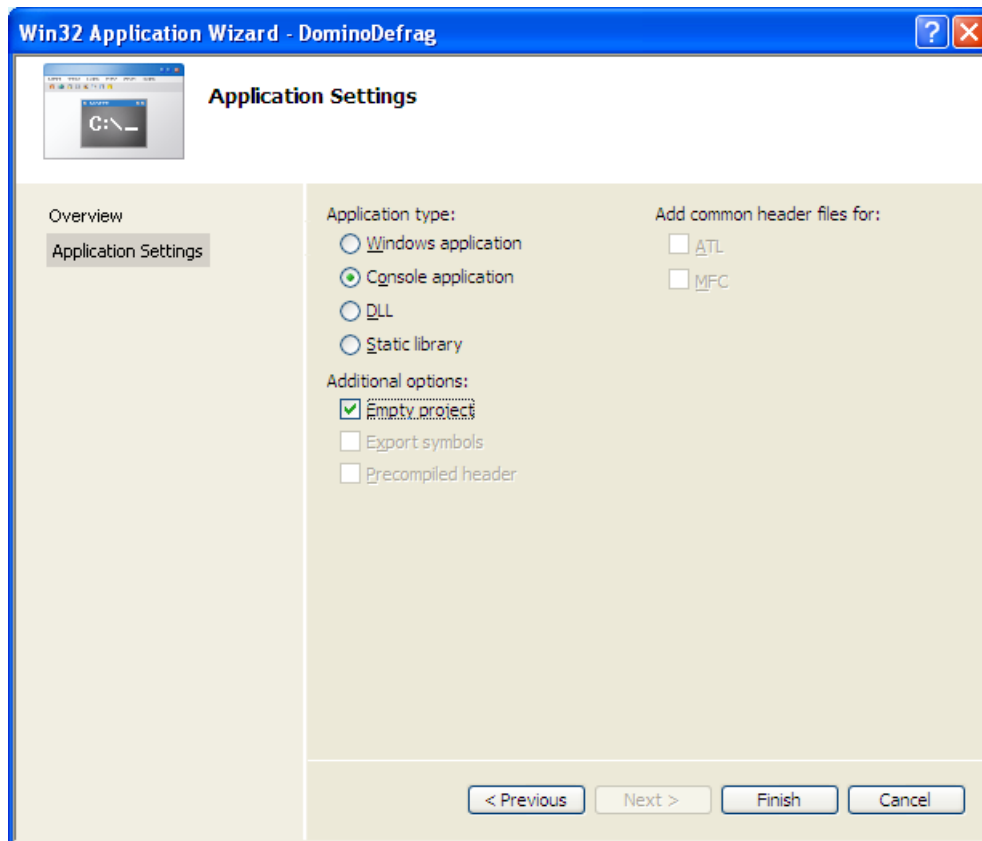 Win32 Application Wizard - DominoDefrag
C:\_
Application Settings
Overview
Application Settings
Application type:
Windows application
Console application
DLL
Static library
Additional options:
Empty project
Export symbols
Precompiled header
Add common header files for:
ATL
MFC
< Previous
Next >
Finish
Cancel